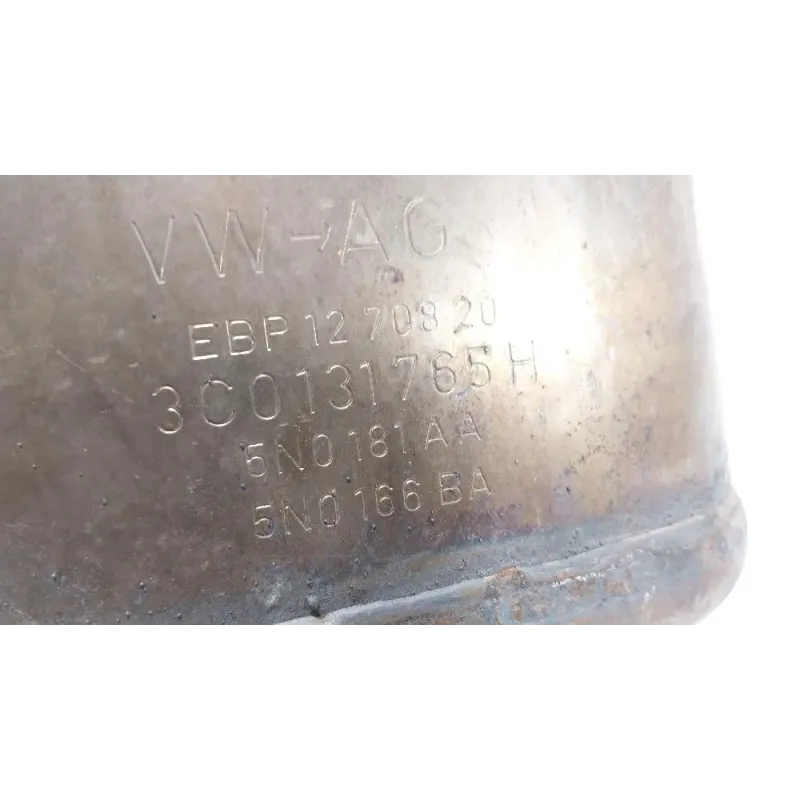 VW-AG
EBP 12 708 20
3C0131765H
5N0181AA
5N0166BA